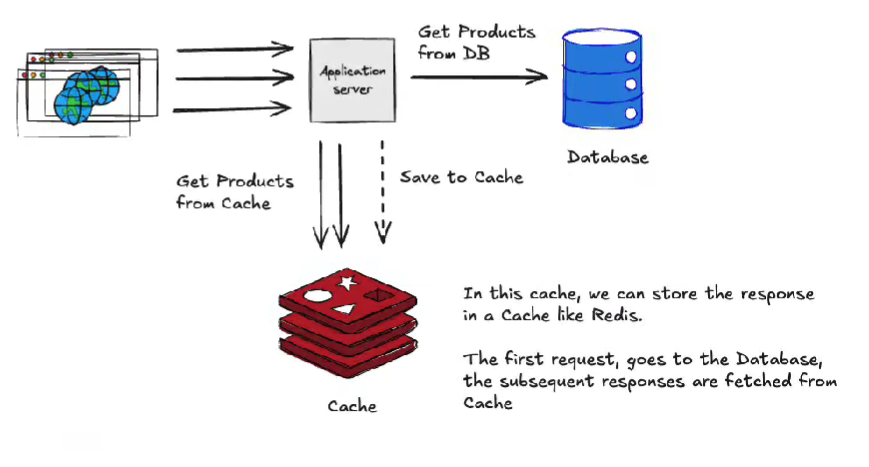 Get Products
from DB
Application
server
Database
Get Products
from Cache
Save to Cache
In this cache, we can store the response
in a Cache like Redis.
The first request, goes to the Database,
the subsequent responses are fetched from
Cache
Cache